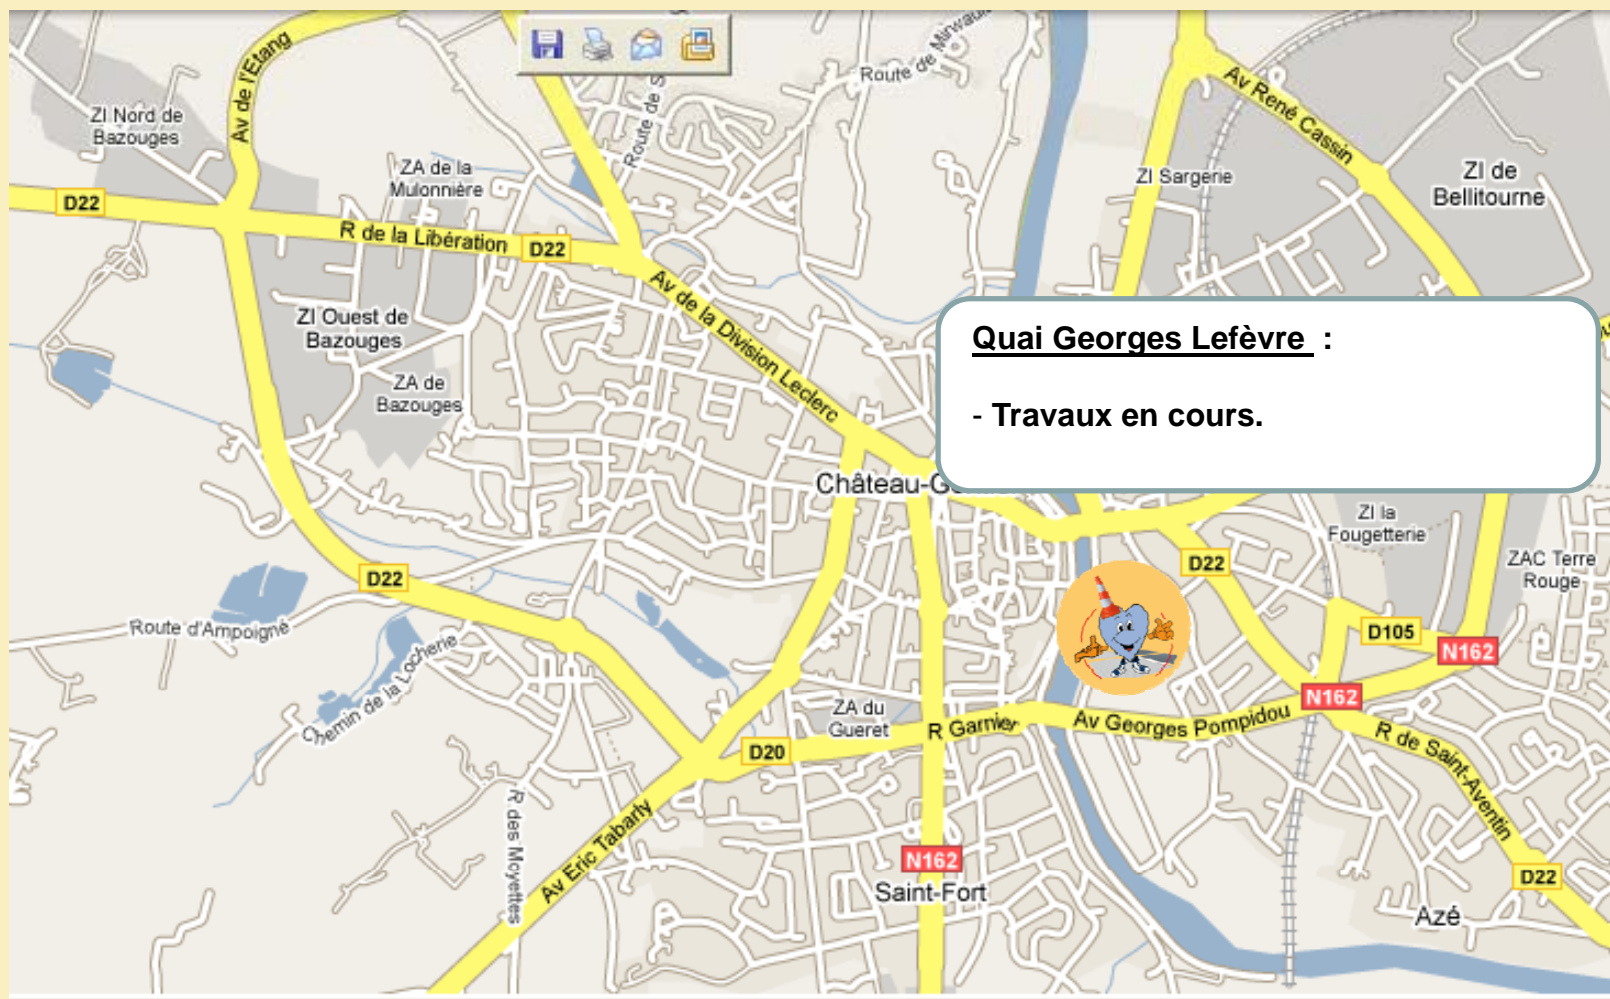 Av de l'Etang
Route de
Route de Mirwault
Av René Cassin
ZI Nord de
Bazouges
ZA de la
Mulonnière
ZI Sargerie
ZI de
Bellitourne
D22
R de la Libération
D22
Av de la Division Leclerc
ZI Ouest de
Bazouges
ZA de
Bazouges
Quai Georges Lefèvre :
- Travaux en cours.
Château-G
ZI la
Fougetterie
ZAC Terre
Rouge
D22
D22
Route d'Ampoigné
Chemin de la Locherie
D105
N162
N162
ZA du
Gueret
R Garnier
Av Georges Pompidou
R de Saint-Aventin
D20
R des Moyettes
Av Eric Tabarly
N162
Saint-Fort
D22
Azé